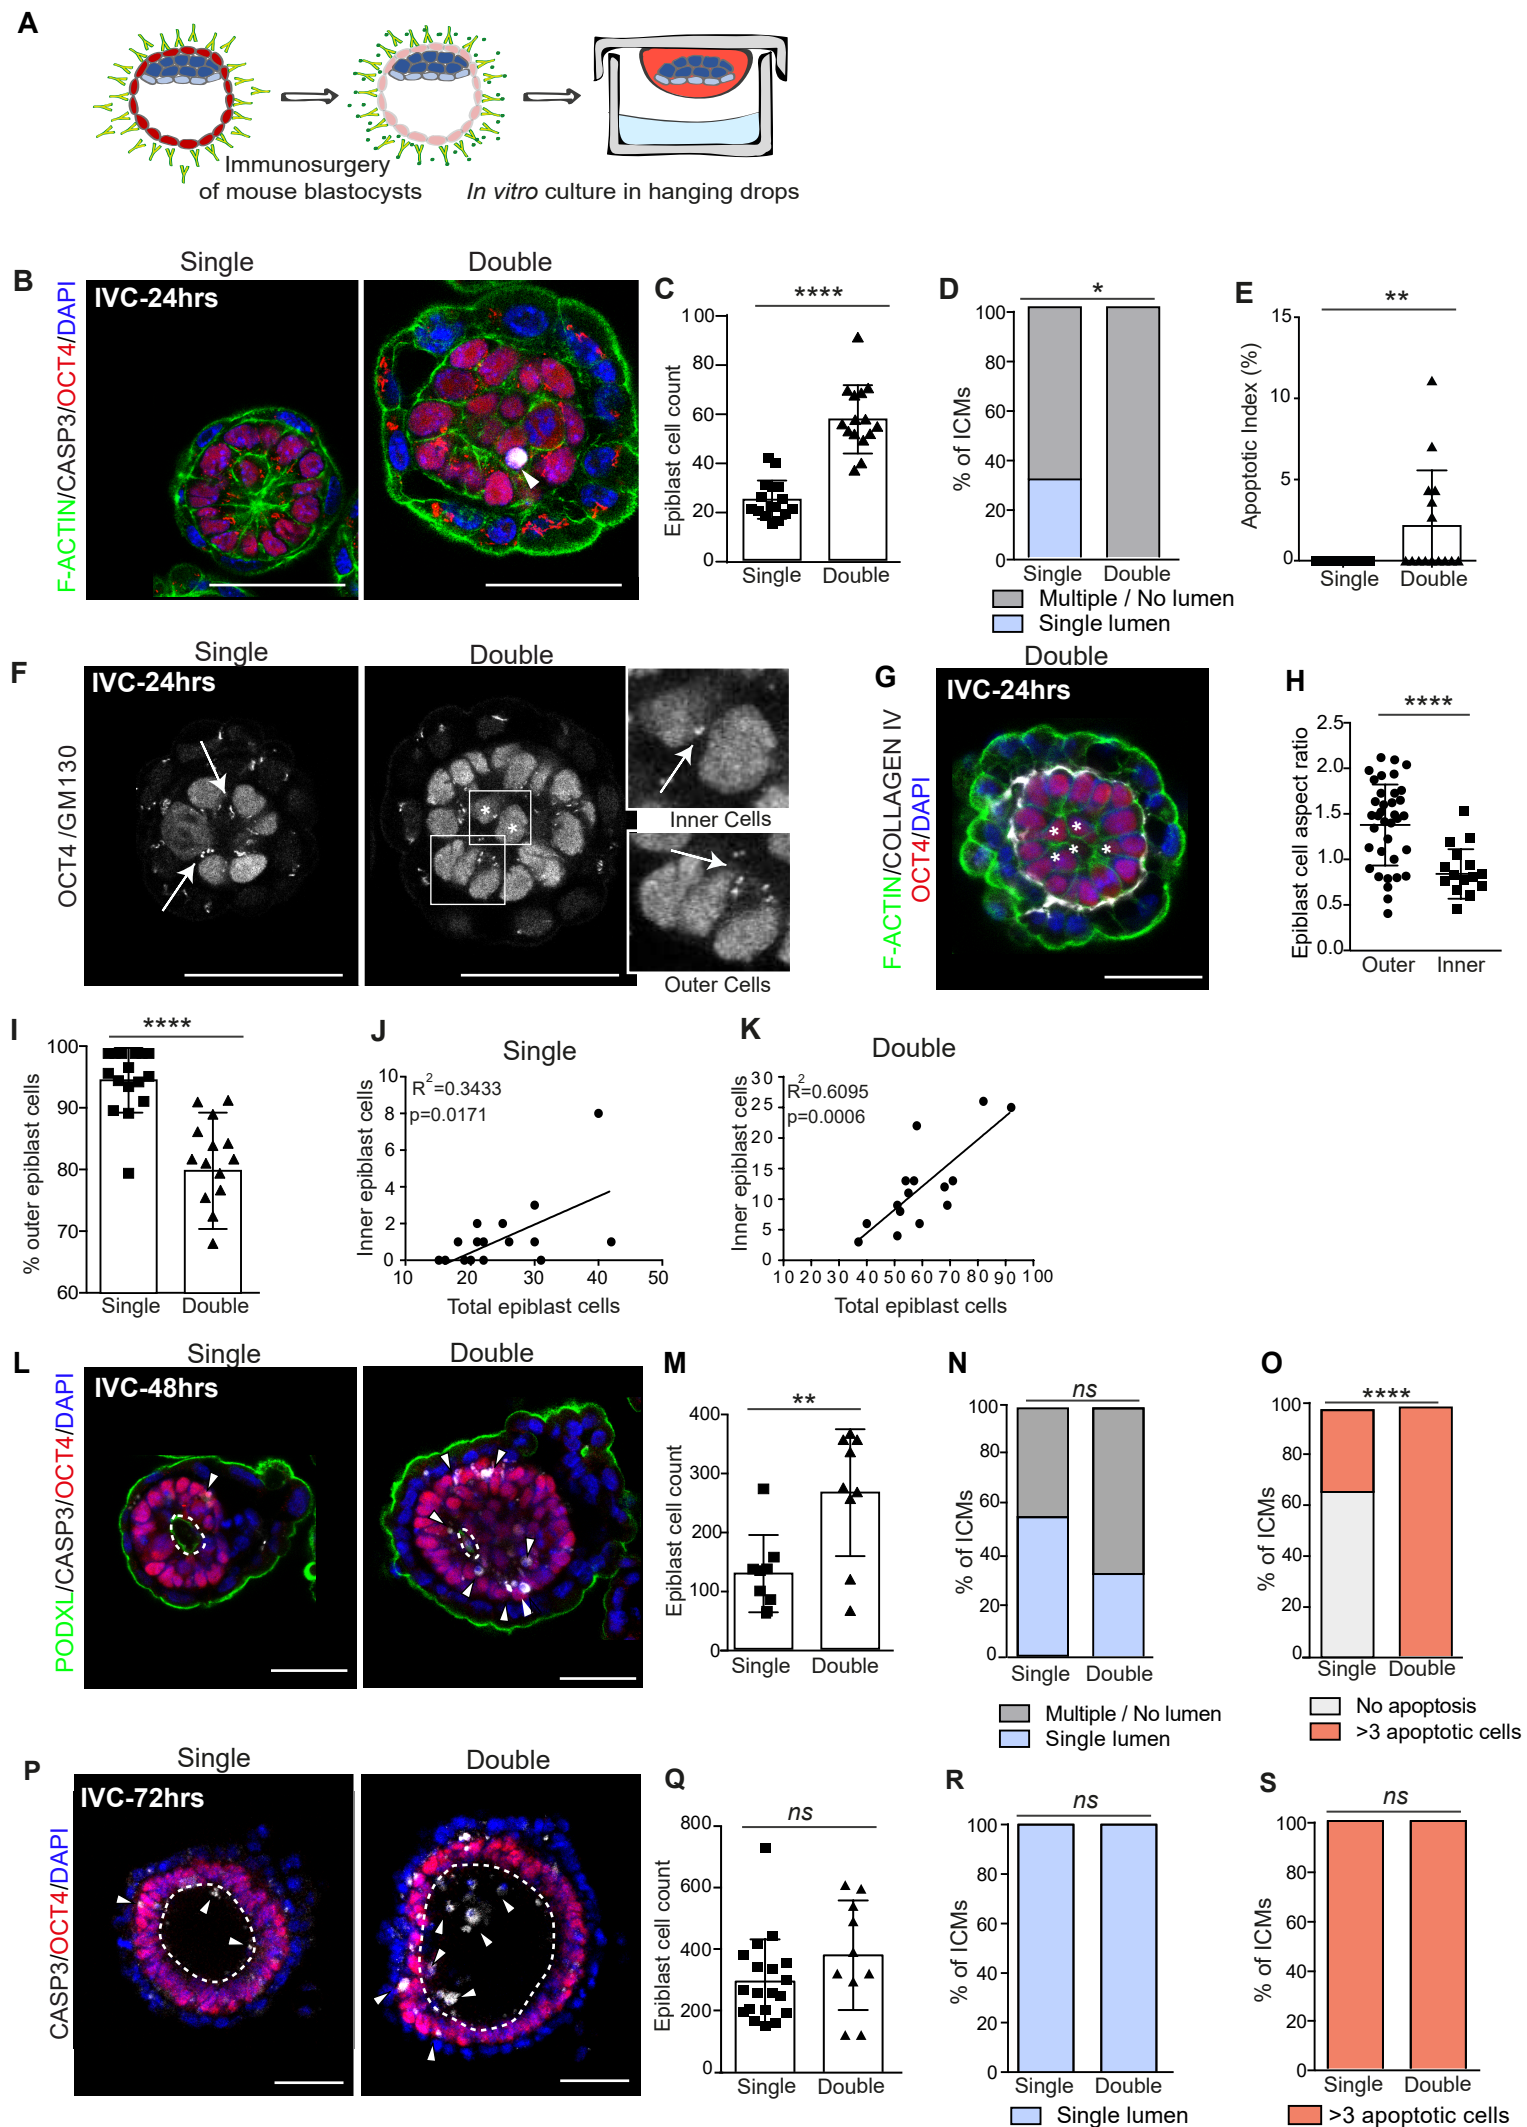 A
Immunosurgery
of mouse blastocysts
In vitro culture in hanging drops
B
Single
Double
IVC-24hrs
F-ACTIN/CASP3/OCT4/DAPI
C
****
Epiblast cell count
100
80
60
40
20
0
Single
Double
D
*
% of ICMs
100
80
60
40
20
0
Single
Double
Multiple / No lumen
Single lumen
E
**
Apoptotic Index (%)
15
10
5
0
Single
Double
F
Single
Double
IVC-24hrs
OCT4 /GM130
*
*
Inner Cells
Outer Cells
G
Double
IVC-24hrs
F-ACTIN/COLLAGEN IV
OCT4/DAPI
* *
* * *
H
****
Epiblast cell aspect ratio
2.5
2.0
1.5
1.0
0.5
0.0
Outer
Inner
I
****
% outer epiblast cells
100
90
80
70
60
Single
Double
J
Single
R2=0.3433
p=0.0171
Inner epiblast cells
10
8
6
4
2
0
10 20 30 40 50
Total epiblast cells
K
Double
R2=0.6095
p=0.0006
Inner epiblast cells
30
25
20
15
10
5
0
10 20 30 40 50 60 70 80 90 100
Total epiblast cells
L
Single
Double
IVC-48hrs
PODXL/CASP3/OCT4/DAPI
M
**
Epiblast cell count
400
300
200
100
0
Single
Double
N
ns
% of ICMs
100
80
60
40
20
0
Single
Double
Multiple / No lumen
Single lumen
O
****
% of ICMs
100
80
60
40
20
0
Single
Double
No apoptosis
>3 apoptotic cells
P
Single
Double
IVC-72hrs
CASP3/OCT4/DAPI
Q
ns
Epiblast cell count
800
600
400
200
0
Single
Double
R
ns
% of ICMs
100
80
60
40
20
0
Single
Double
Single lumen
S
ns
% of ICMs
100
80
60
40
20
0
Single
Double
>3 apoptotic cells